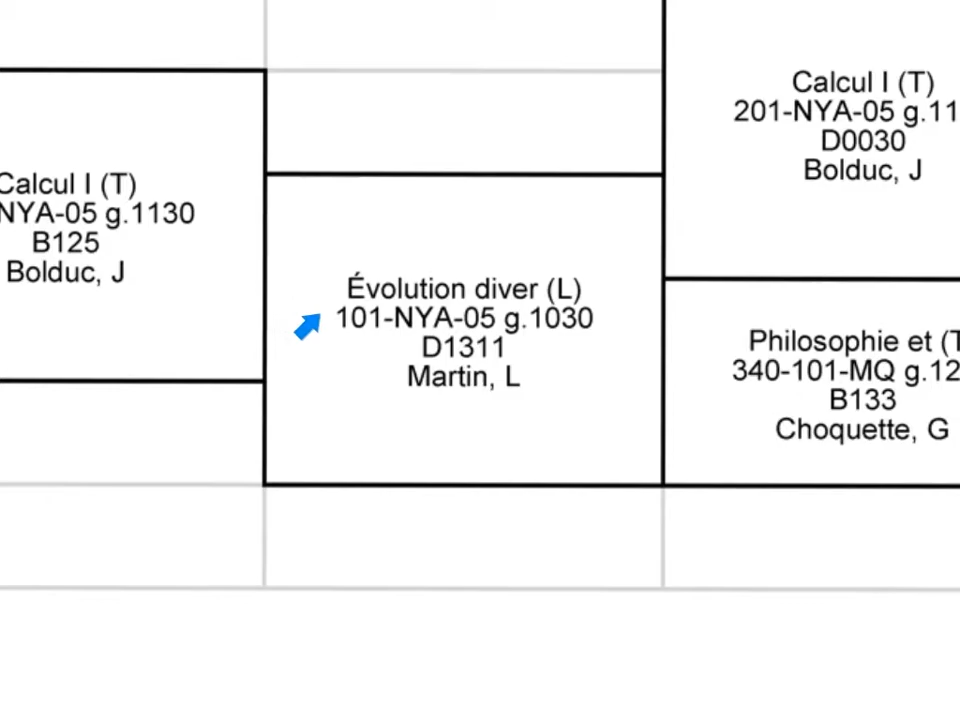 Calcul I (T)
NYA-05 g.1130
B125
Bolduc, J
Évolution diver (L)
101-NYA-05 g.1030
D1311
Martin, L
Calcul I (T)
201-NYA-05 g.11
D0030
Bolduc, J
Philosophie et (T
340-101-MQ g.12
B133
Choquette, G